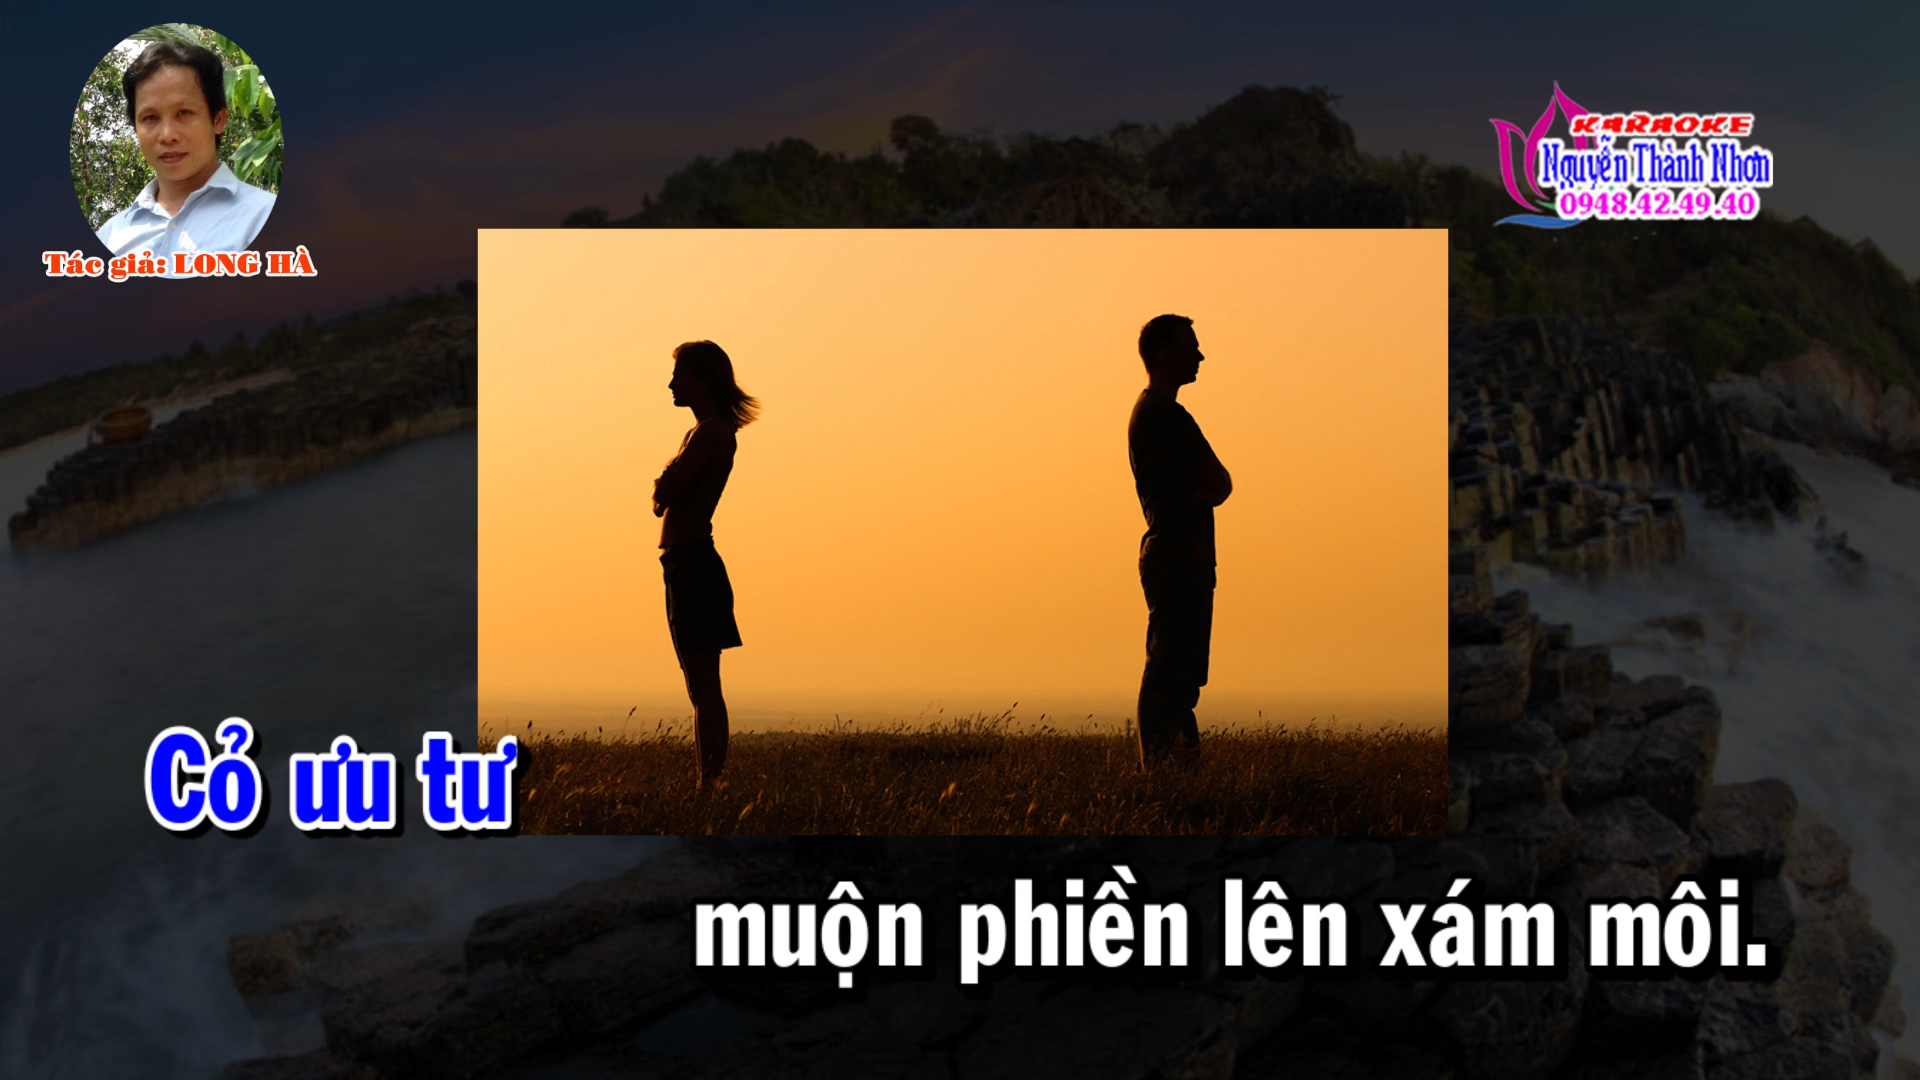 Tác giả: LONG HÀ
KARAOKE
Nguyễn Thành Nhơn
0948.42.49.40
Cỏ ưu tư
muộn phiền lên xám môi.